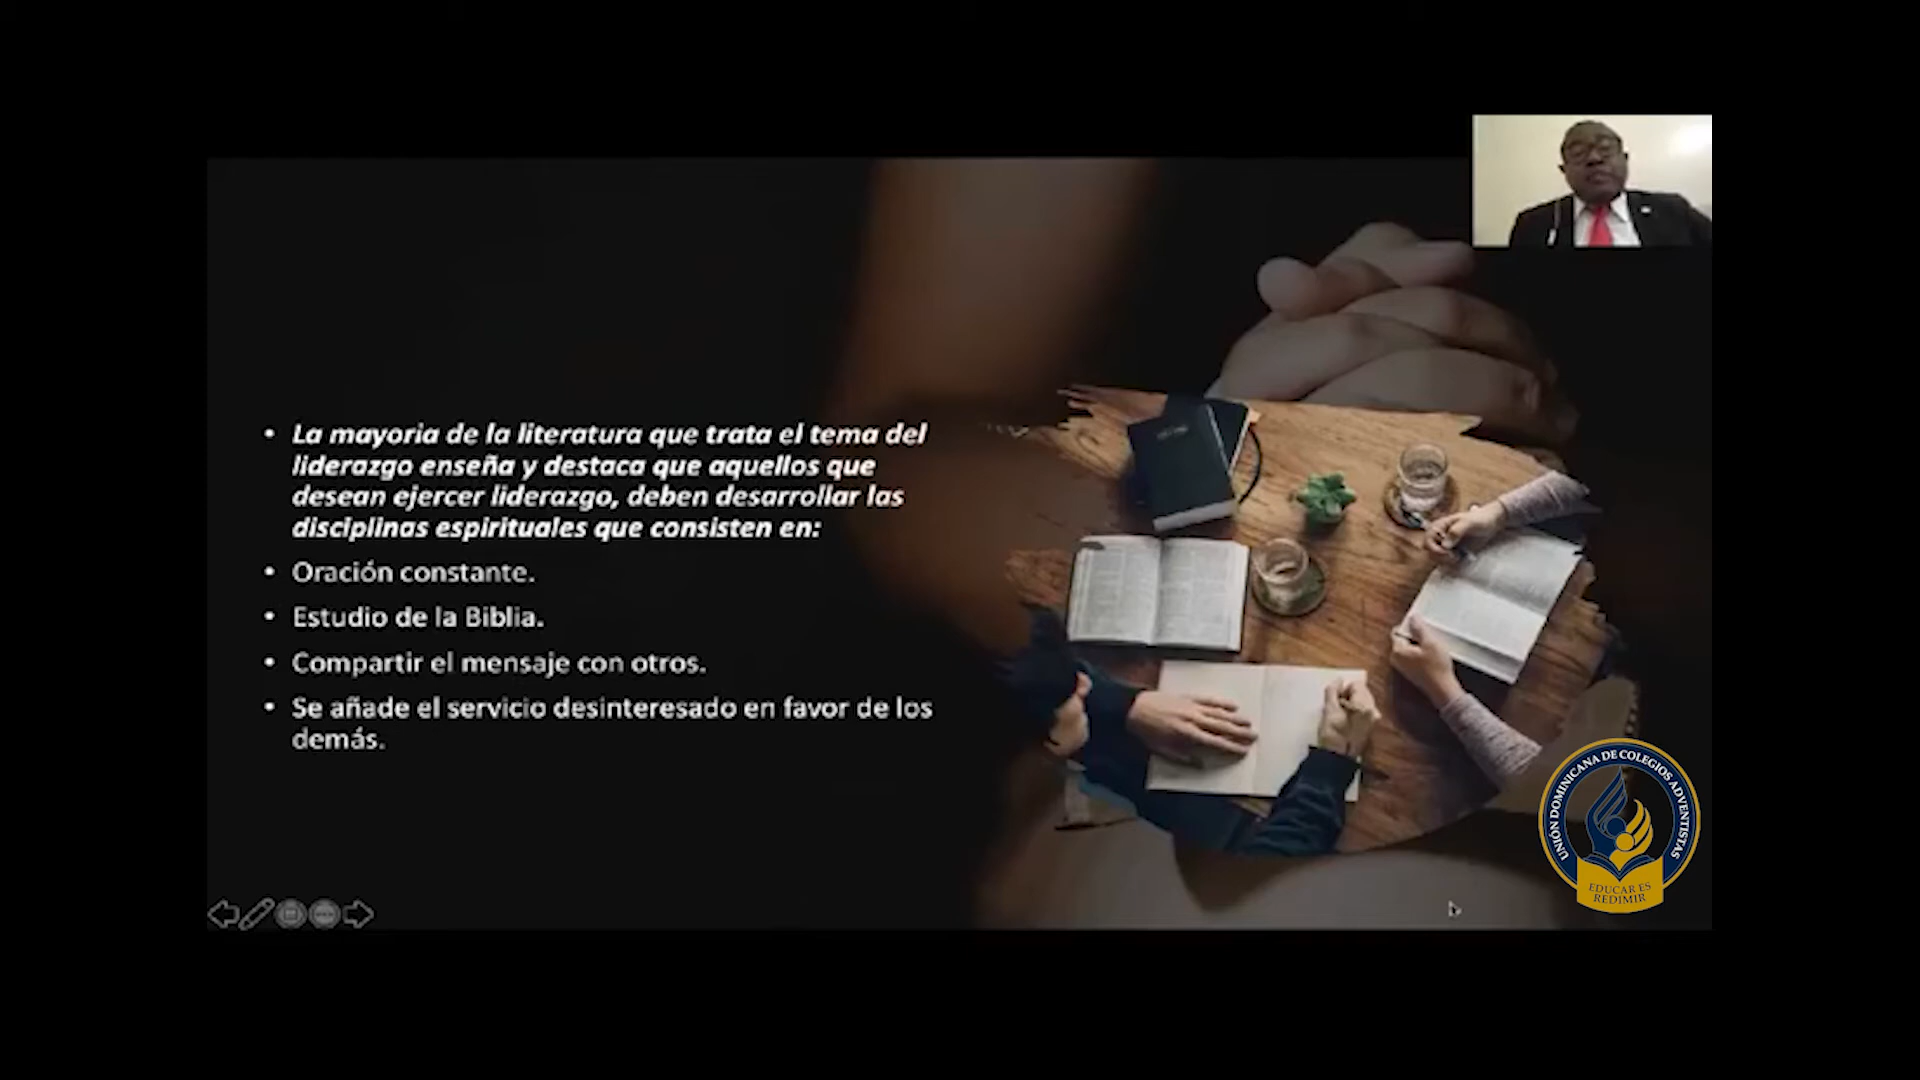 • La mayoria de la literatura que trata el tema del
liderazgo enseña y destaca que aquellos que
desean ejercer liderazgo, deben desarrollar las
disciplinas espirituales que consisten en:
• Oración constante.
• Estudio de la Biblia.
• Compartir el mensaje con otros.
• Se añade el servicio desinteresado en favor de los
demás.
UNIÓN DOMINICANA DE COLEGIOS ADVENTISTAS
EDUCAR ES
REDIMIR